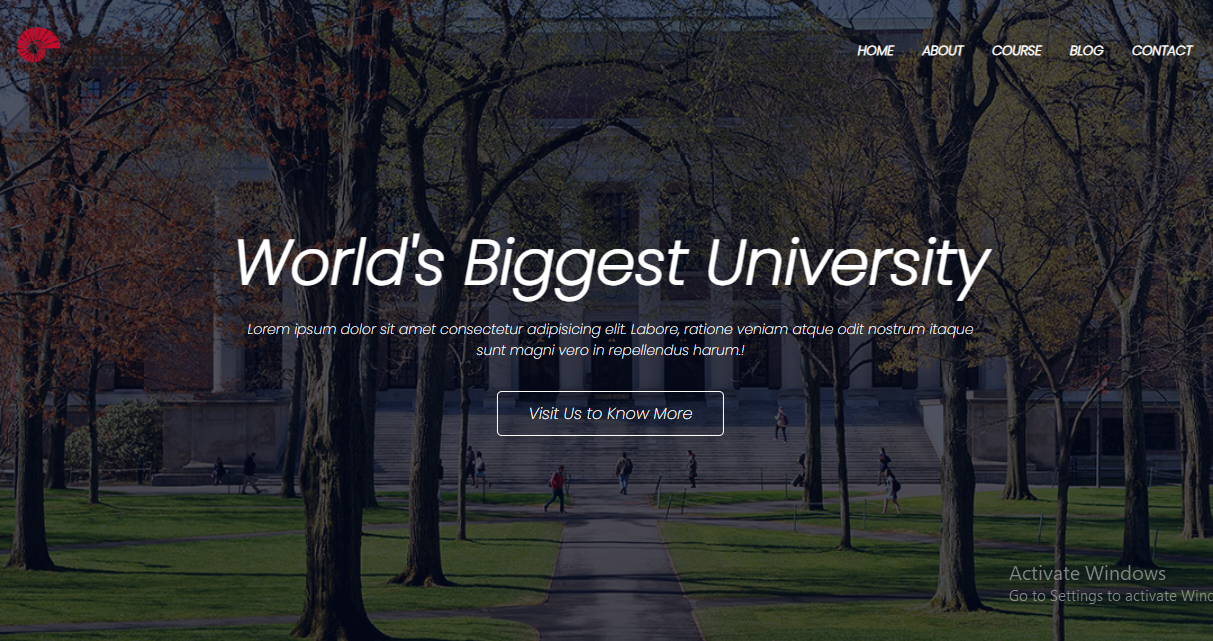 HOME ABOUT COURSE BLOG CONTACT
World's Biggest University
Lorem ipsum dolor sit amet consectetur adipisicing elit. Labore, ratione veniam atque odit nostrum itaque
sunt magni vero in repellendus harum!
Visit Us to Know More
Activate Windows
Go to Settings to activate Wind